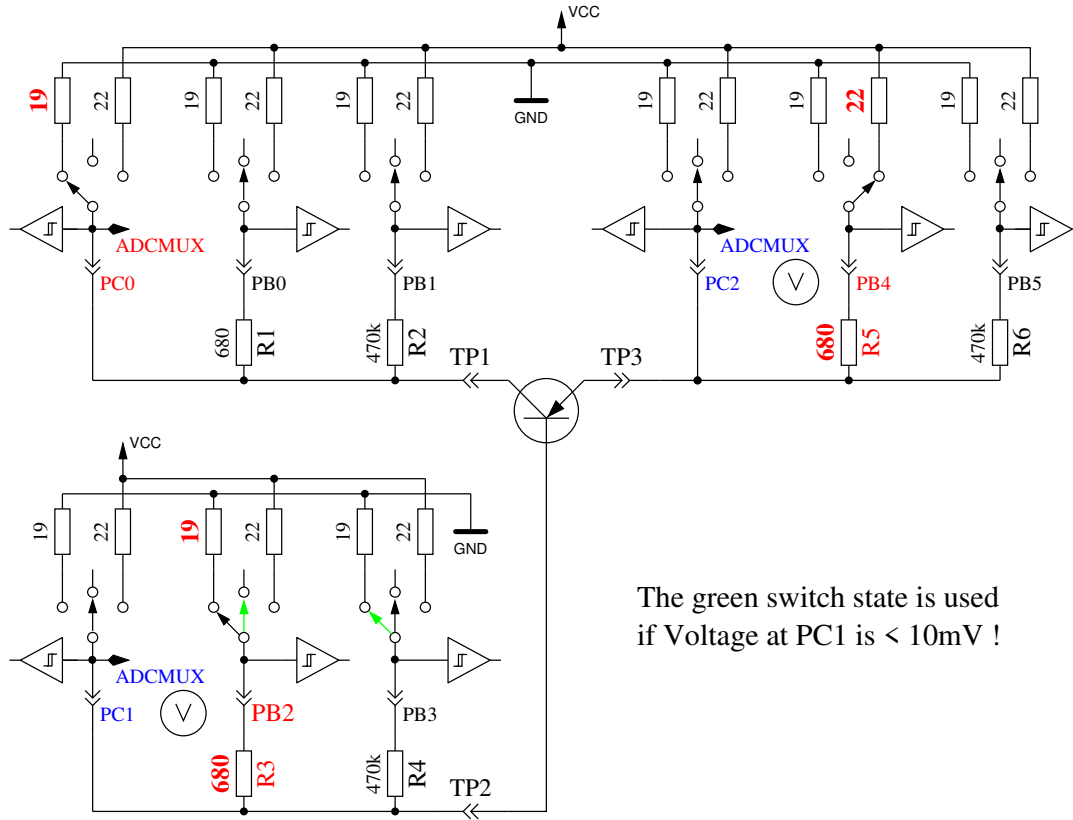 VCC
19
22
19
22
19
22
GND
19
22
19
22
19
22
ADCMUX
PC0
PB0
PB1
ADCMUX
PC2
V
PB4
PB5
680
R1
470k
R2
680
R5
470k
R6
TP1
TP3
VCC
19
22
19
22
19
22
GND
The green switch state is used
if Voltage at PC1 is < 10mV !
ADCMUX
PC1
V
PB2
PB3
680
R3
470k
R4
TP2